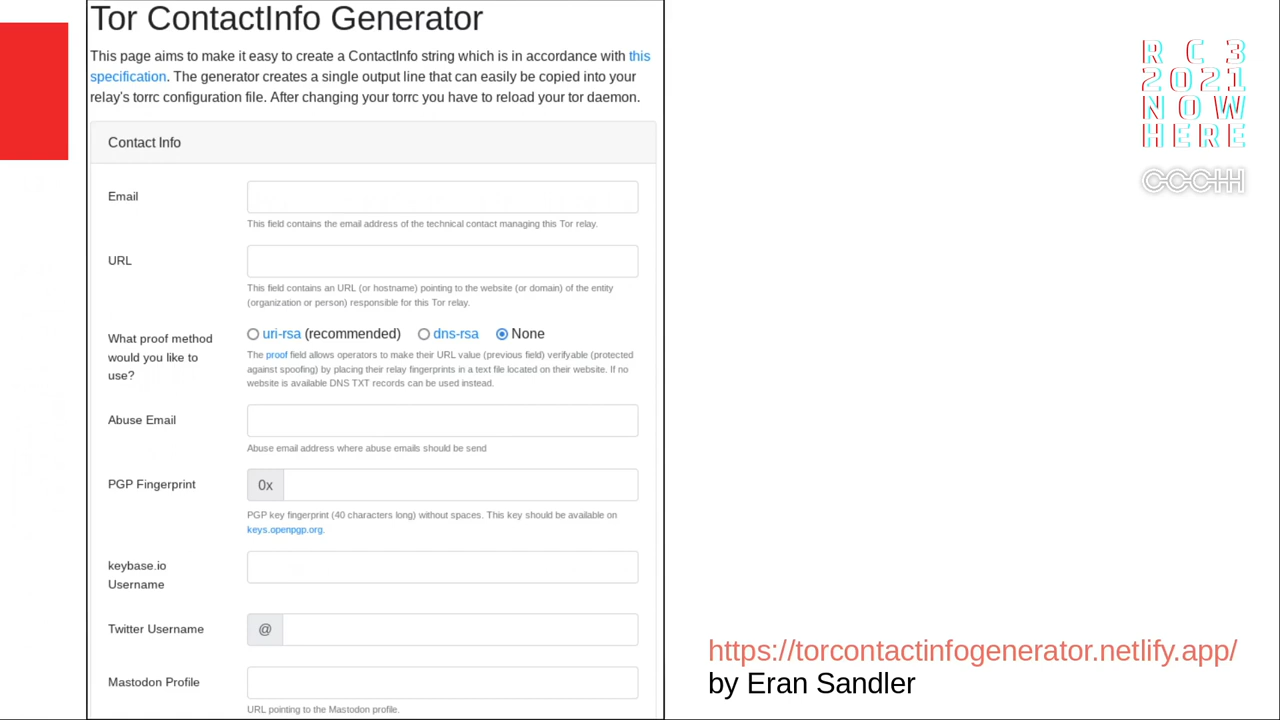 Tor ContactInfo Generator
This page aims to make it easy to create a ContactInfo string which is in accordance with this
specification. The generator creates a single output line that can easily be copied into your
relay's torrc configuration file. After changing your torrc you have to reload your tor daemon.
Contact Info
Email
This field contains the email address of the technical contact managing this Tor relay.
URL
This field contains an URL (or hostname) pointing to the website (or domain) of the entity
(organization or person) responsible for this Tor relay.
What proof method
would you like to
use?
uri-rsa (recommended) dns-rsa None
The proof field allows operators to make their URL value (previous field) verifyable (protected
against spoofing) by placing their relay fingerprints in a text file located on their website. If no
website is available DNS TXT records can be used instead.
Abuse Email
Abuse email address where abuse emails should be send
PGP Fingerprint
0x
PGP key fingerprint (40 characters long) without spaces. This key should be available on
keys.openpgp.org.
keybase.io
Username
Twitter Username
@
Mastodon Profile
URL pointing to the Mastodon profile.
R C 3
2021
NOW
HERE
CCCHH
https://torcontactinfogenerator.netlify.app/
by Eran Sandler